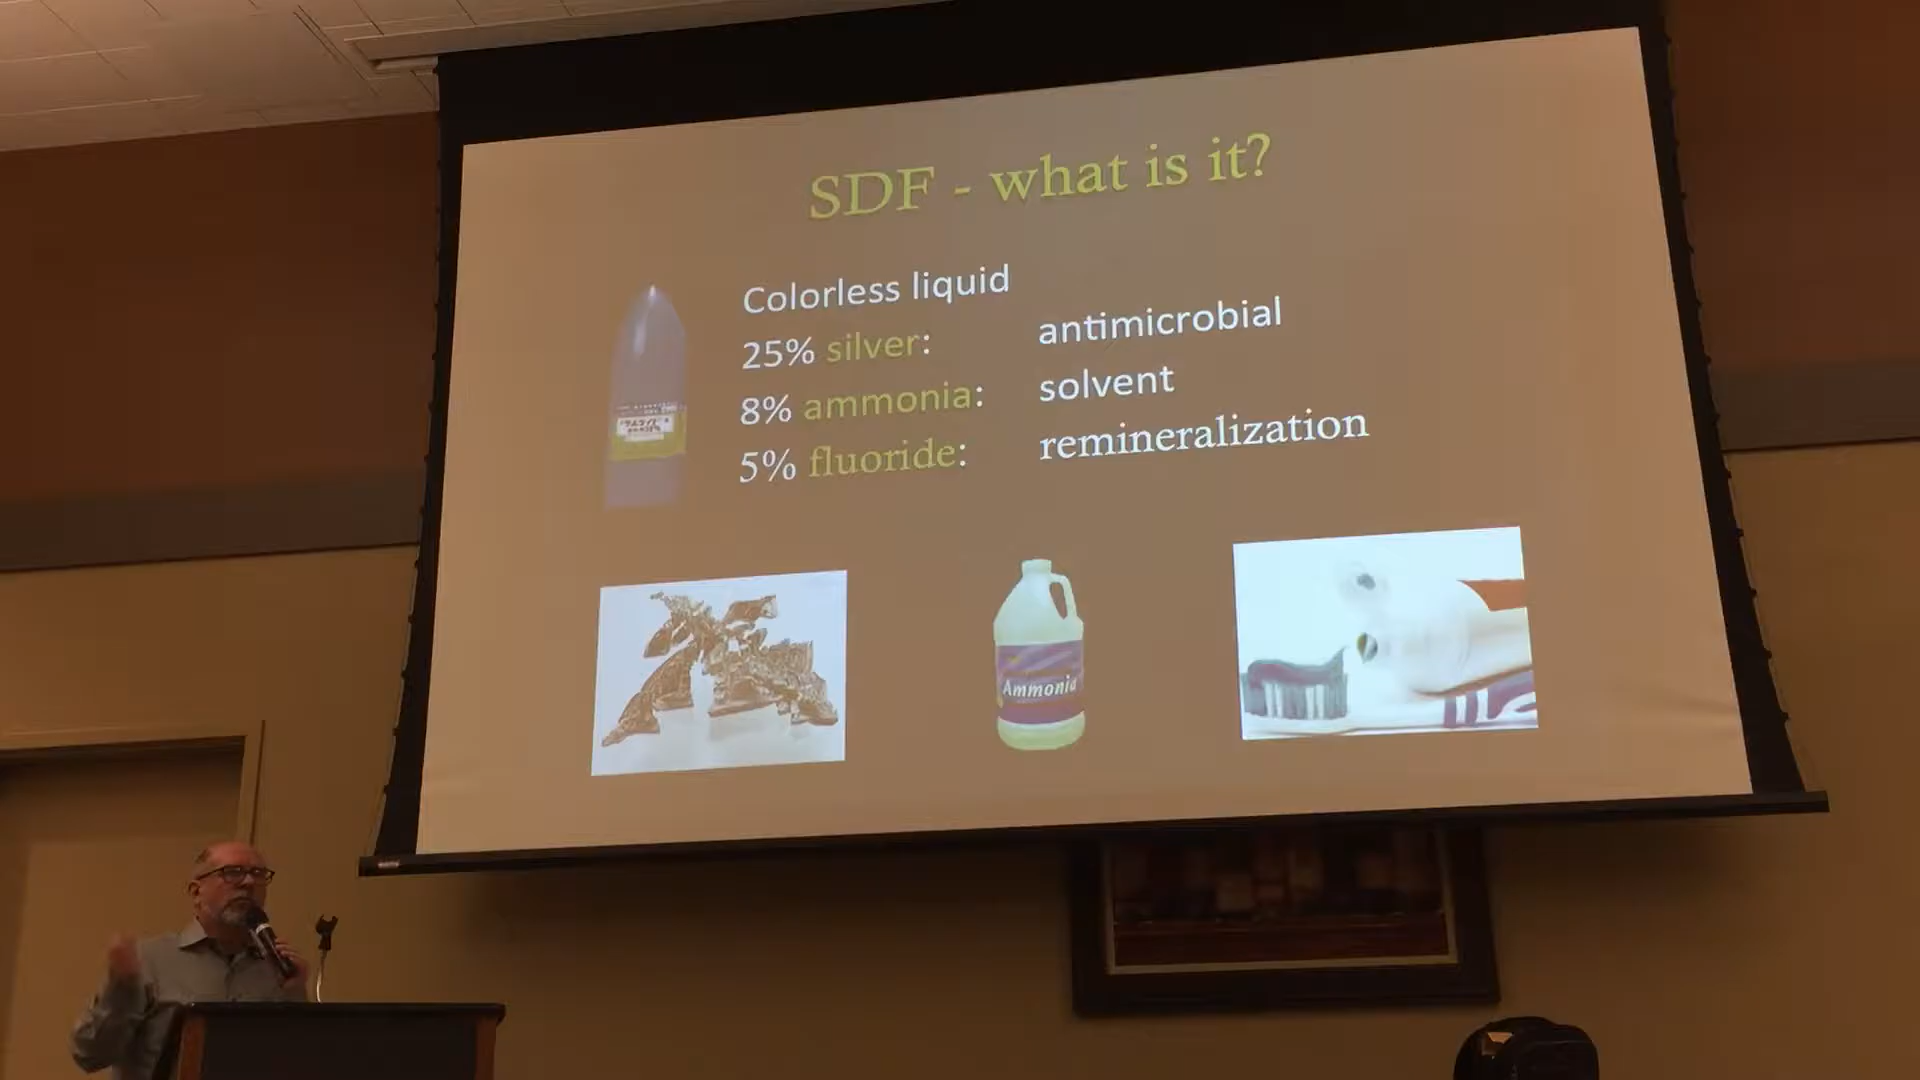 SDF - what is it?
Colorless liquid
25% silver: antimicrobial
8% ammonia: solvent
5% fluoride: remineralization
Ammonia